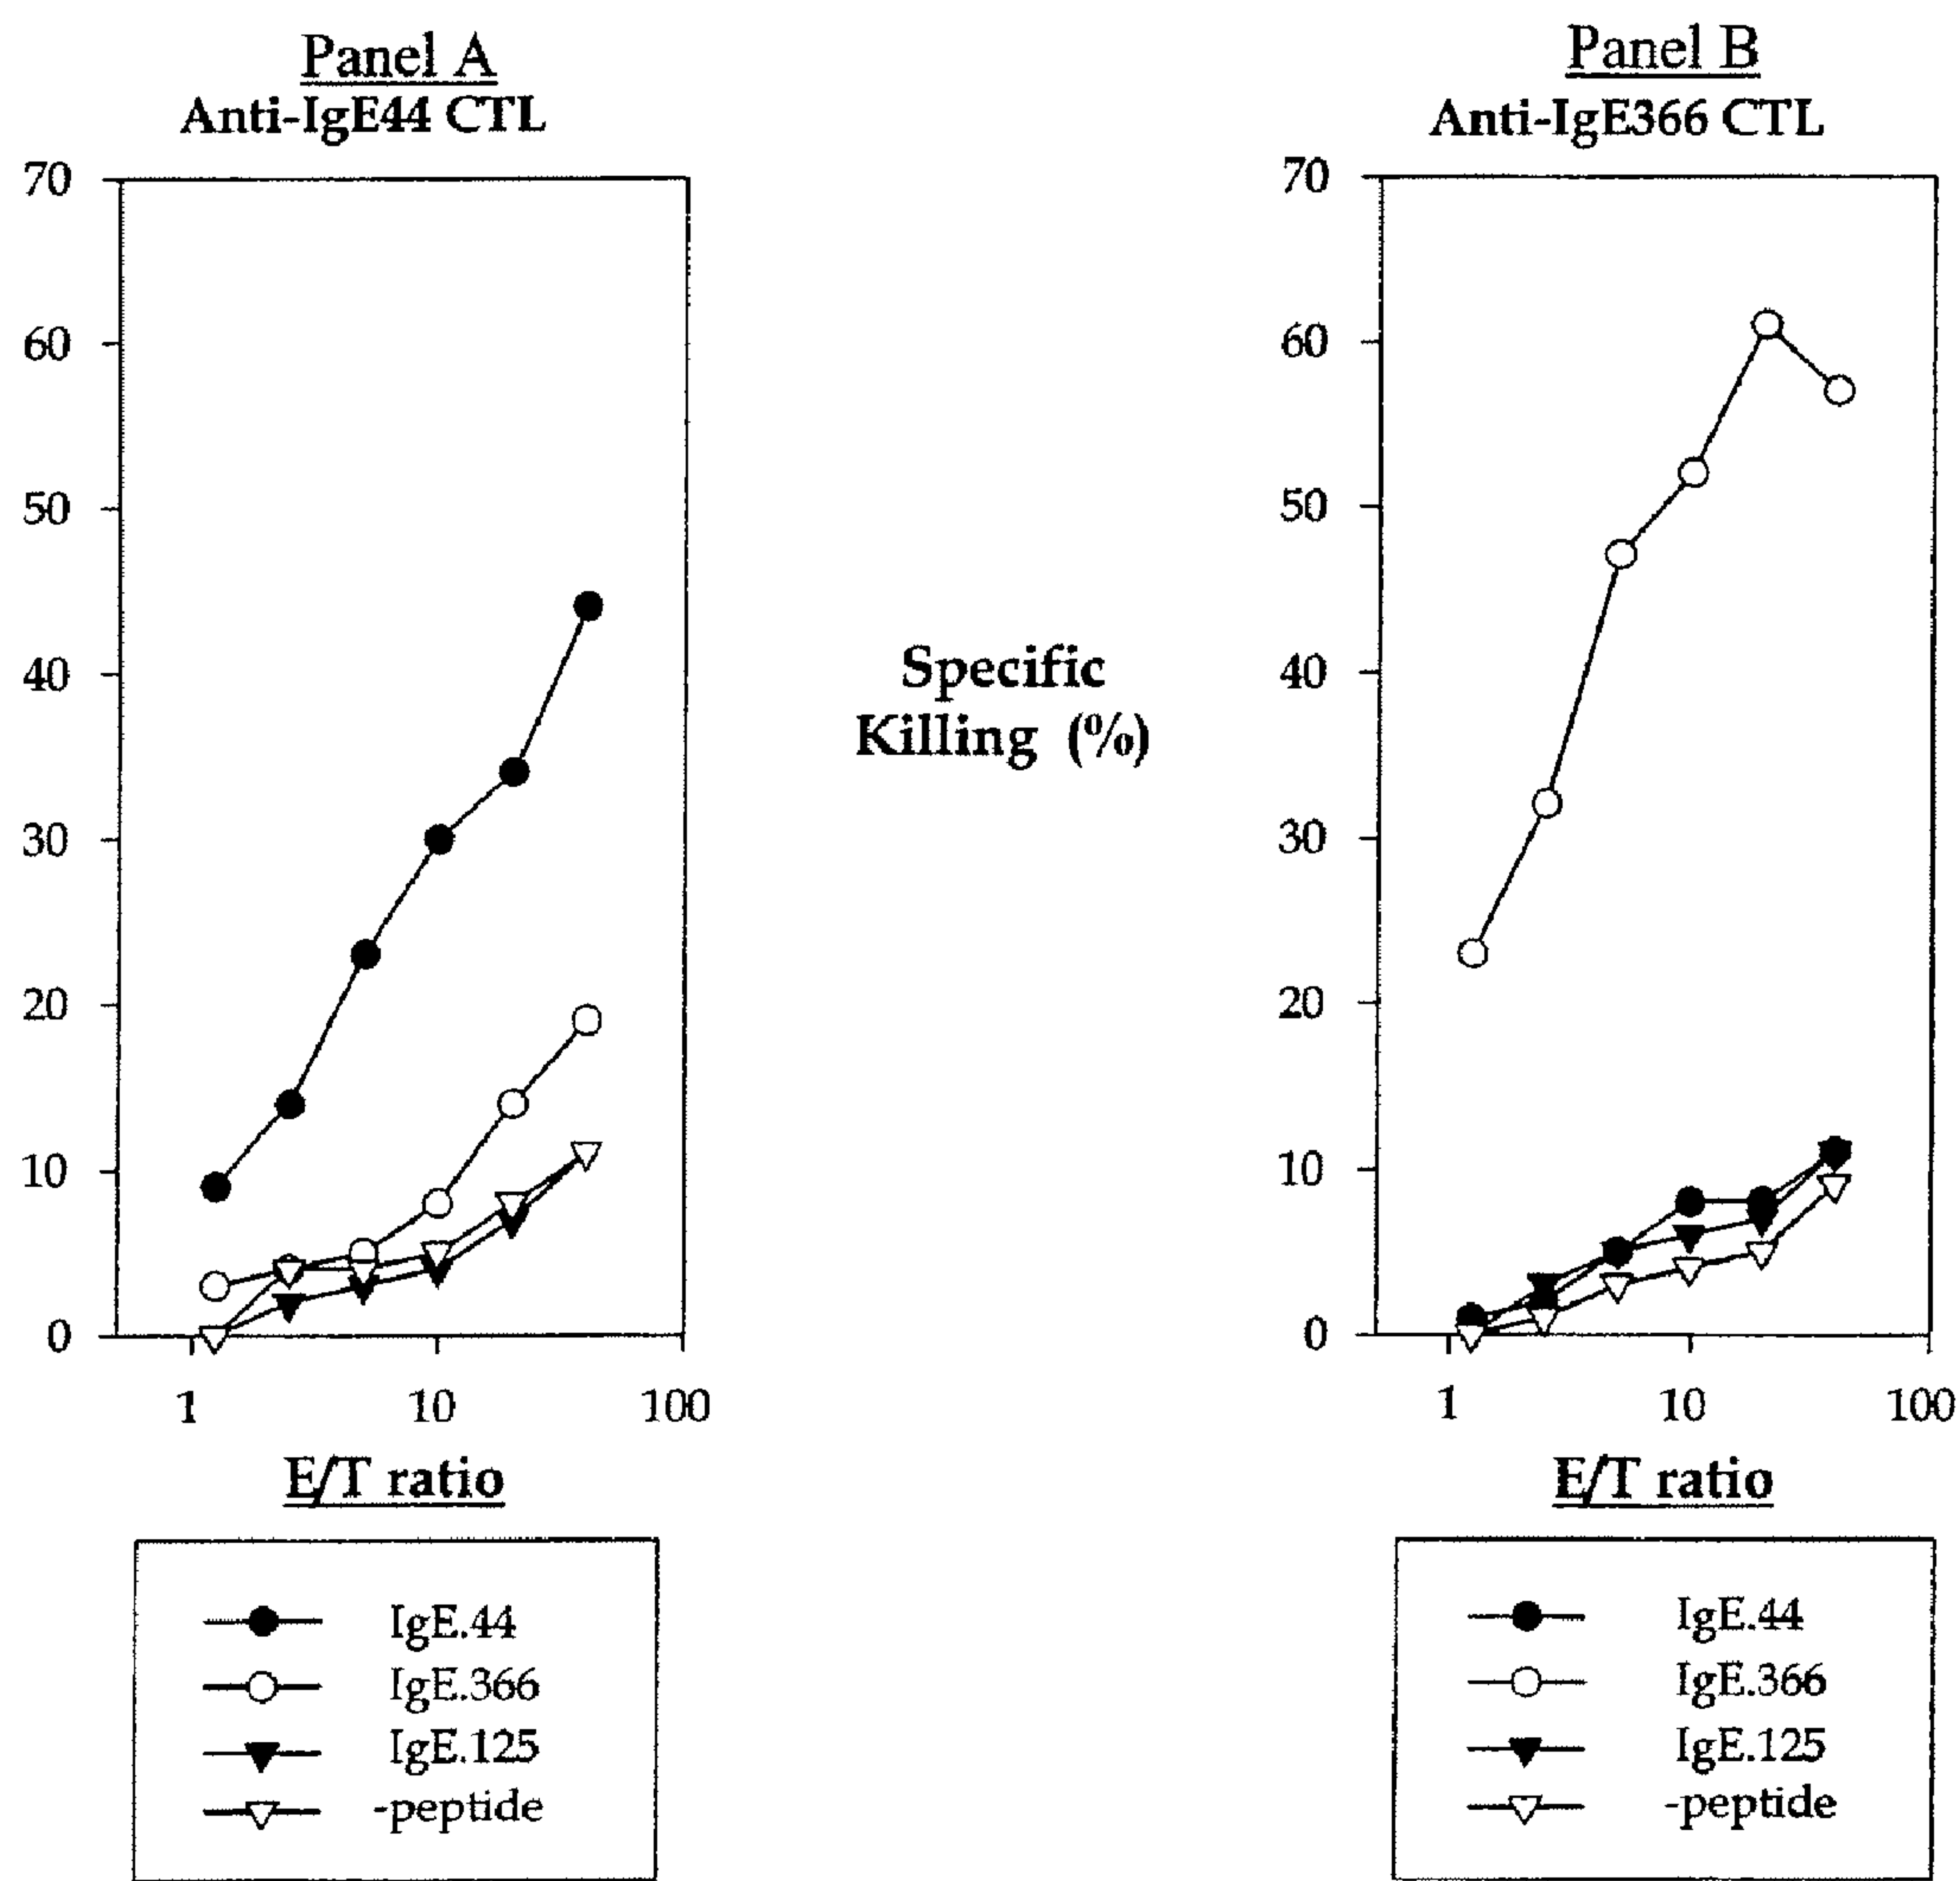 Panel A
Anti-IgE44 CTL
70
60
50
40
30
20
10
0
1 10 100
E/T ratio
IgE.44
IgE.366
IgE.125
-peptide
Specific
Killing (%)
Panel B
Anti-IgE366 CTL
70
60
50
40
30
20
10
0
1 10 100
E/T ratio
IgE.44
IgE.366
IgE.125
-peptide